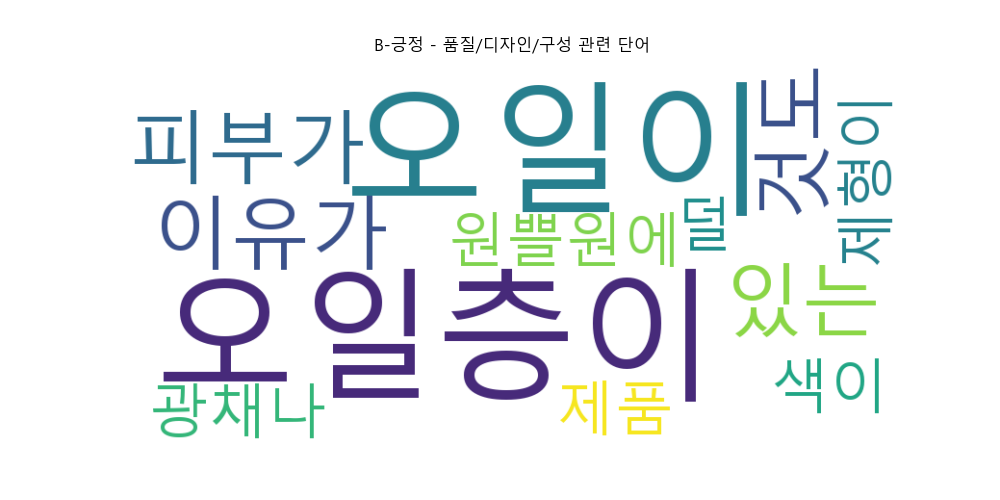 B-긍정 - 품질/디자인/구성 관련 단어
피부가
오일이
것도
제형이
이유가
원쁠원에
덜
오일층이
있는
광채나
제품
색이